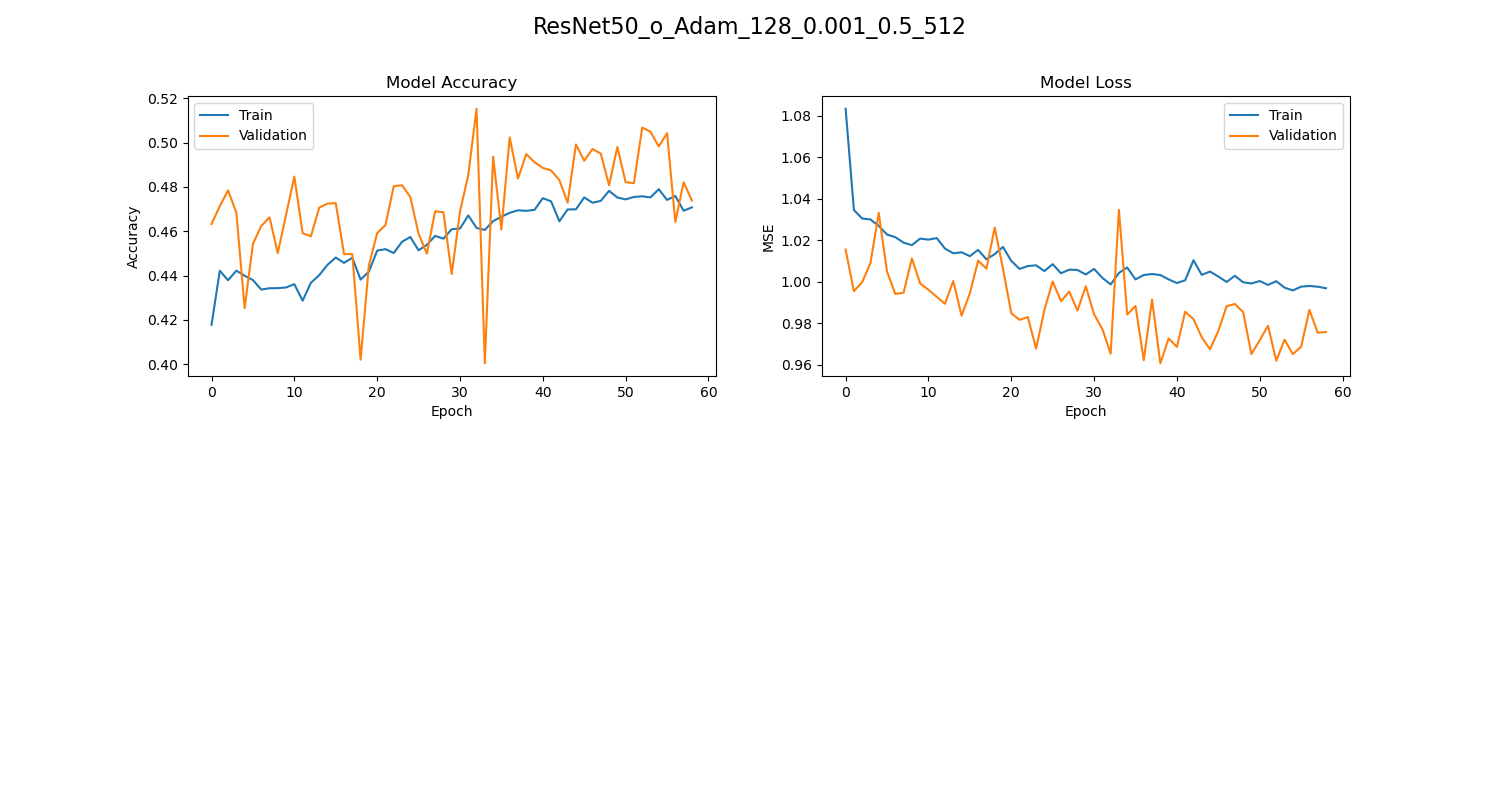 ResNet50_o_Adam_128_0.001_0.5_512
Model Accuracy
Train
Validation
0.52
0.50
0.48
0.46
0.44
0.42
0.40
Accuracy
0 10 20 30 40 50 60
Epoch
Model Loss
Train
Validation
1.08
1.06
1.04
1.02
1.00
0.98
0.96
MSE
0 10 20 30 40 50 60
Epoch